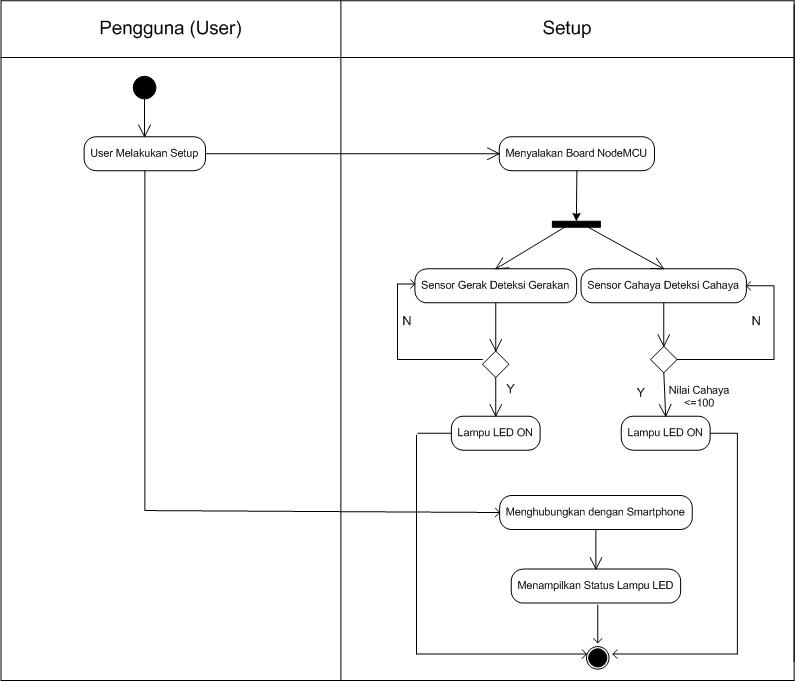 Pengguna (User)
Setup
User Melakukan Setup
Menyalakan Board NodeMCU
Sensor Gerak Deteksi Gerakan
Sensor Cahaya Deteksi Cahaya
N
N
Y
Y
Nilai Cahaya
<=100
Lampu LED ON
Lampu LED ON
Menghubungkan dengan Smartphone
Menampilkan Status Lampu LED